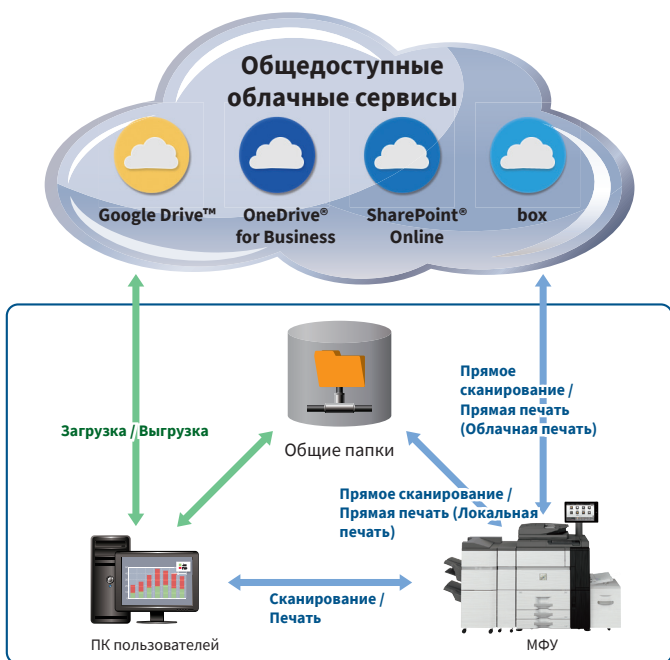 Общедоступные
облачные сервисы
Google Drive™
OneDrive®
for Business
SharePoint®
Online
box
Прямое
сканирование /
Прямая печать
(Облачная печать)
Загрузка / Выгрузка
Общие папки
Прямое сканирование /
Прямая печать (Локальная
печать)
Сканирование /
Печать
ПК пользователей
МФУ